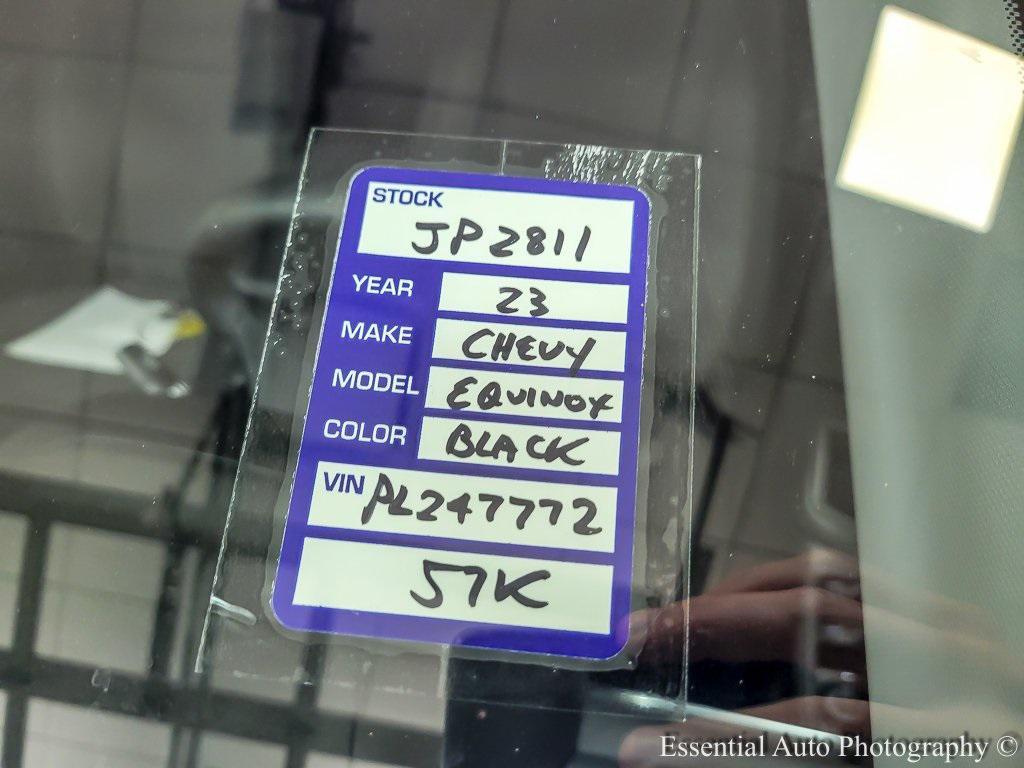 STOCK
JP2811
YEAR 23
MAKE CHEVY
MODEL EQUINOX
COLOR BLACK
VIN PL247772
57K
Essential Auto Photography ©